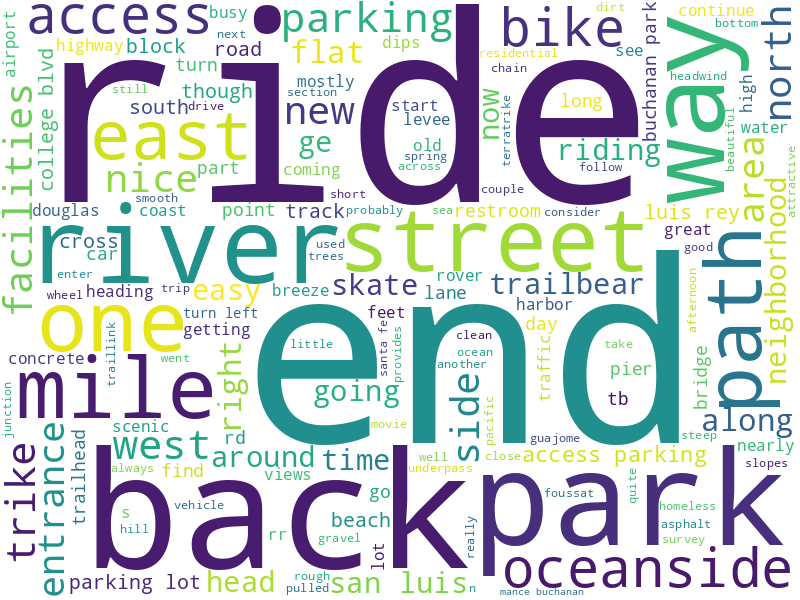 access
busy
parking
bike
continue
next
dirt
bottom
highway
block
road
flat
dips
residential
see
airport
turn
mostly
chain
headwind
north
college blvd
though
section
way
buchanan park
high
still
south
drive
new
start
levee
now
long
ride
east
ge
old
terratrike
riding
water
beautiful
facilities
nice
part
coming
spring
across
couple
follow
area
attractive
smooth
short
douglas
coast
point
track
probably
sea
restroom
consider
luis rey
neighborhood
river
street
great
good
cross
car
used
trees
skate
rover
lane
trailbear
path
enter
wheel
heading
trip
easy
breeze
harbor
one
turn left
getting
feet
day
traffic
afternoon
end
concrete
traillink
right
little
santa fe
provides
clean
ocean
another
take
pier
bridge
junction
went
mile
going
side
tb
along
movie
pacific
guajome
steep
nearly
scenic
rd
west
around
time
well
close
access parking
trike
entrance
trailhead
always
find
views
underpass
slopes
back
park
s
hill
vehicle
rr
go
beach
really
foussat
quite
homeless
gravel
lot
asphalt
survey
oceanside
parking lot
head
rough
pulled
san luis
n
mance buchanan